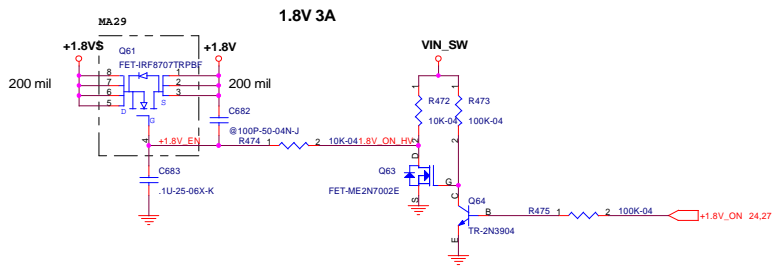 1.8V 3A
MA29
+1.8VS
Q61
+1.8V
FET-IRF8707TRPBF
VIN_SW
200 mil
8
7
6
5
D
S
G
1
2
3
200 mil
4
C682
@100P-50-04N-J
+1.8V_EN
R474
1
2
10K-04
1.8V_ON_HV
C683
.1U-25-06X-K
1
R472
10K-04
2
1
R473
100K-04
2
D
Q63
G
S
FET-ME2N7002E
C
Q64
B
E
TR-2N3904
R475
1
2
100K-04
+1.8V_ON
24,27